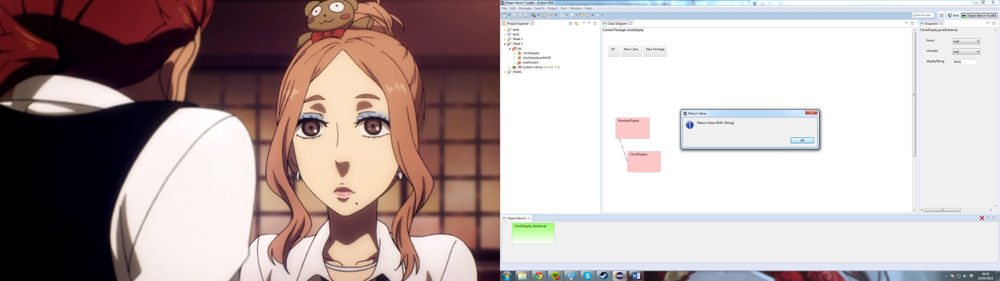 Object Bench Toolkit - Eclipse SDK
File Edit Navigate Search Project Run Window Help
Quick Access
Java
Object Bench Toolkit
Project Explorer
test1
test2
Week 2
Week 3
src
clockdisplay
clockdisplaywithGUI
mailSystem
JRE System Library [JavaSE-1.8]
Week1
Class Diagram
Current Package: clockdisplay
UP
New Class
New Package
NumberDisplay
ClockDisplay
Return Value
Return Value: 00:01 (String)
OK
Inspector
ClockDisplay.java(Instance)
hours null
minutes null
displayString 00:01
Object Bench
ClockDisplay (Instance)
5
S
W
00:19
10/04/2015